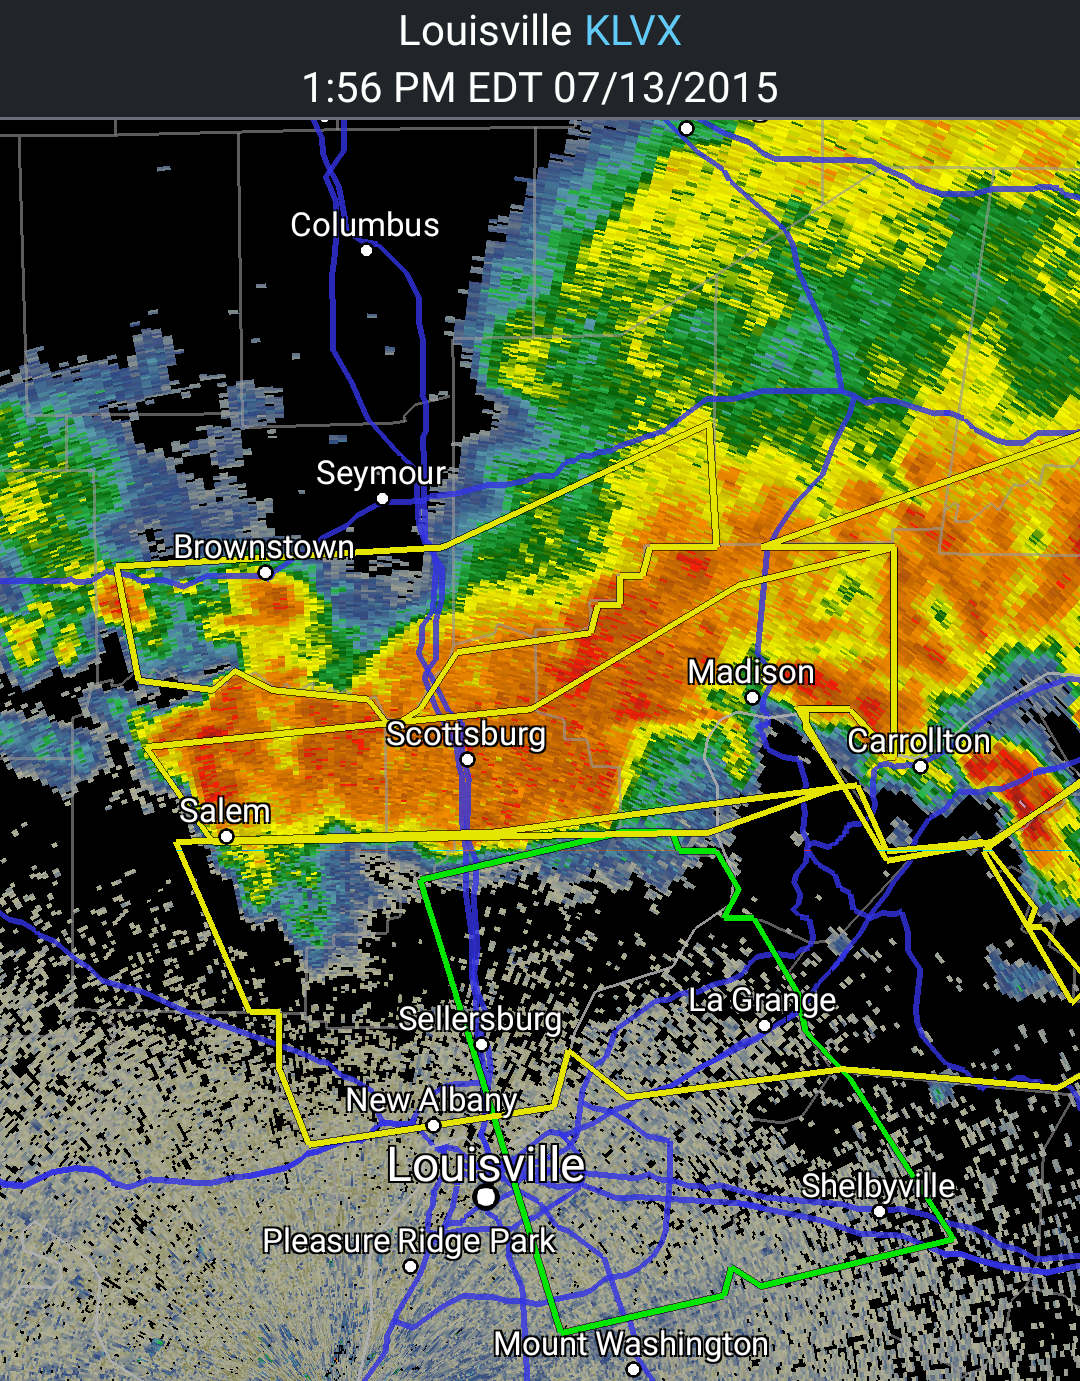 Louisville KLVX
1:56 PM EDT 07/13/2015
Columbus
Seymour
Brownstown
Madison
Scottsburg
Carrollton
Salem
La Grange
Sellersburg
New Albany
Louisville
Shelbyville
Pleasure Ridge Park
Mount Washington